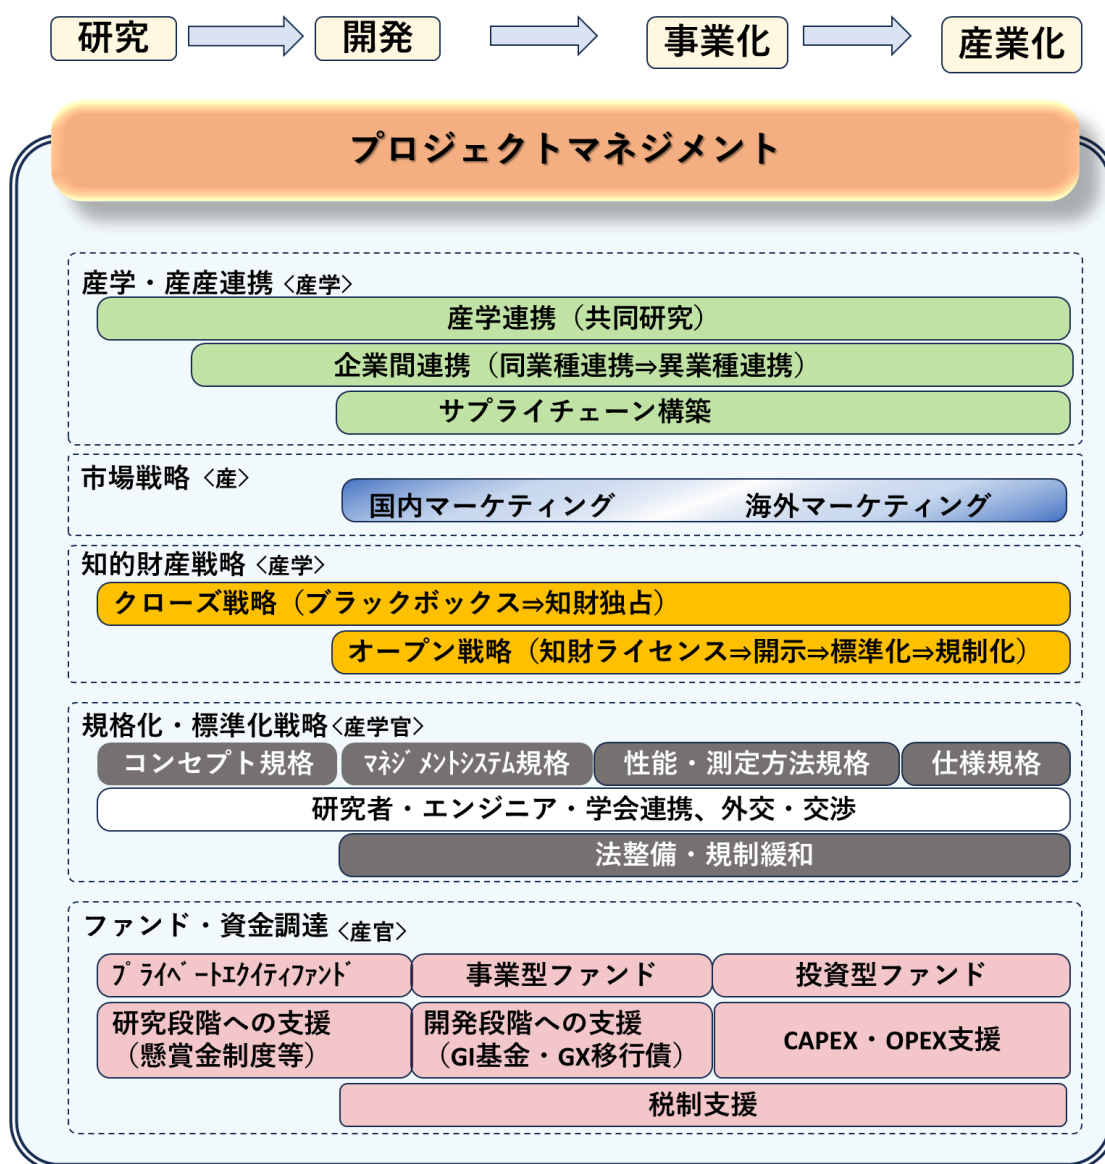 研究
開発
事業化
産業化
プロジェクトマネジメント
産学・産産連携 〈産学〉
産学連携（共同研究）
企業間連携（同業種連携⇒異業種連携）
サプライチェーン構築
市場戦略 〈産〉
国内マーケティング
海外マーケティング
知的財産戦略 〈産学〉
クローズ戦略（ブラックボックス⇒知財独占）
オープン戦略（知財ライセンス⇒開示⇒標準化⇒規制化）
規格化・標準化戦略〈産学官〉
コンセプト規格
ﾏﾈｼﾞﾒﾝﾄｼｽﾃﾑ規格
性能・測定方法規格
仕様規格
研究者・エンジニア・学会連携、外交・交渉
法整備・規制緩和
ファンド・資金調達 〈産官〉
ﾌﾟﾗｲﾍﾞｰﾄｴｸｲﾃｨﾌｧﾝﾄﾞ
事業型ファンド
投資型ファンド
研究段階への支援
（懸賞金制度等）
開発段階への支援
（GI基金・GX移行債）
CAPEX・OPEX支援
税制支援